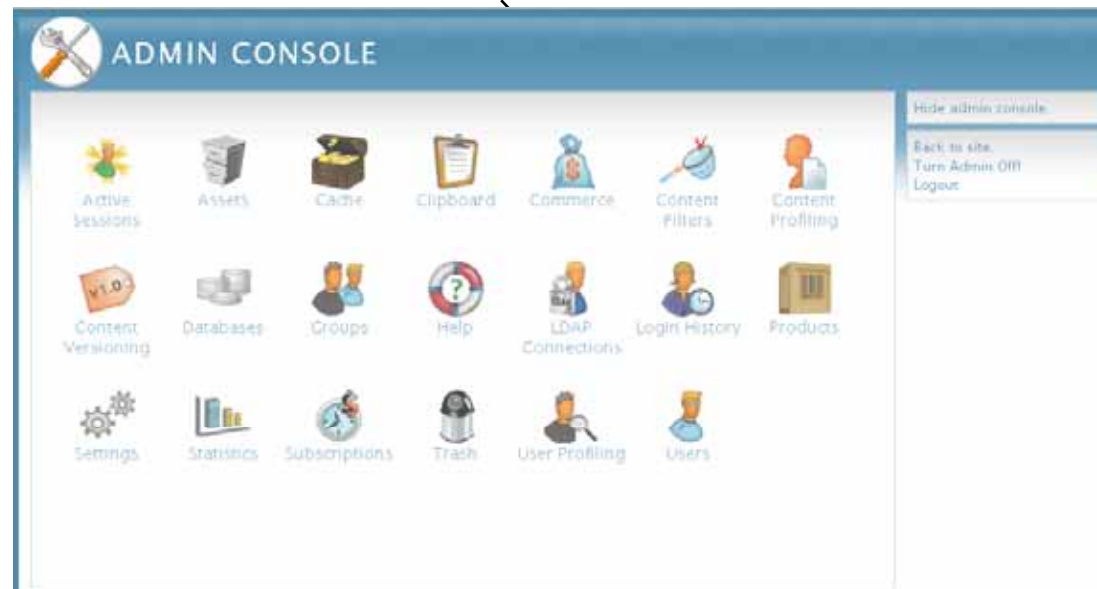 ADMIN CONSOLE
Hide admin console.
Back to site.
Turn Admin Off!
Logout
Active
Sessions
Assets
Cache
Clipboard
Commerce
Content
Filters
Content
Profiling
V1.0
Content
Versioning
Databases
Groups
?
Help
LDAP
Connections
Login History
Products
Settings
Statistics
Subscriptions
Trash
User Profiling
Users